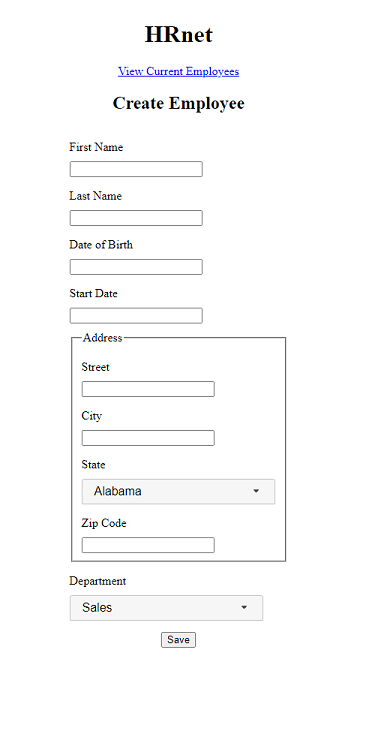 HRnet
View Current Employees
Create Employee
First Name
Last Name
Date of Birth
Start Date
Address
Street
City
State
Alabama
Zip Code
Department
Sales
Save